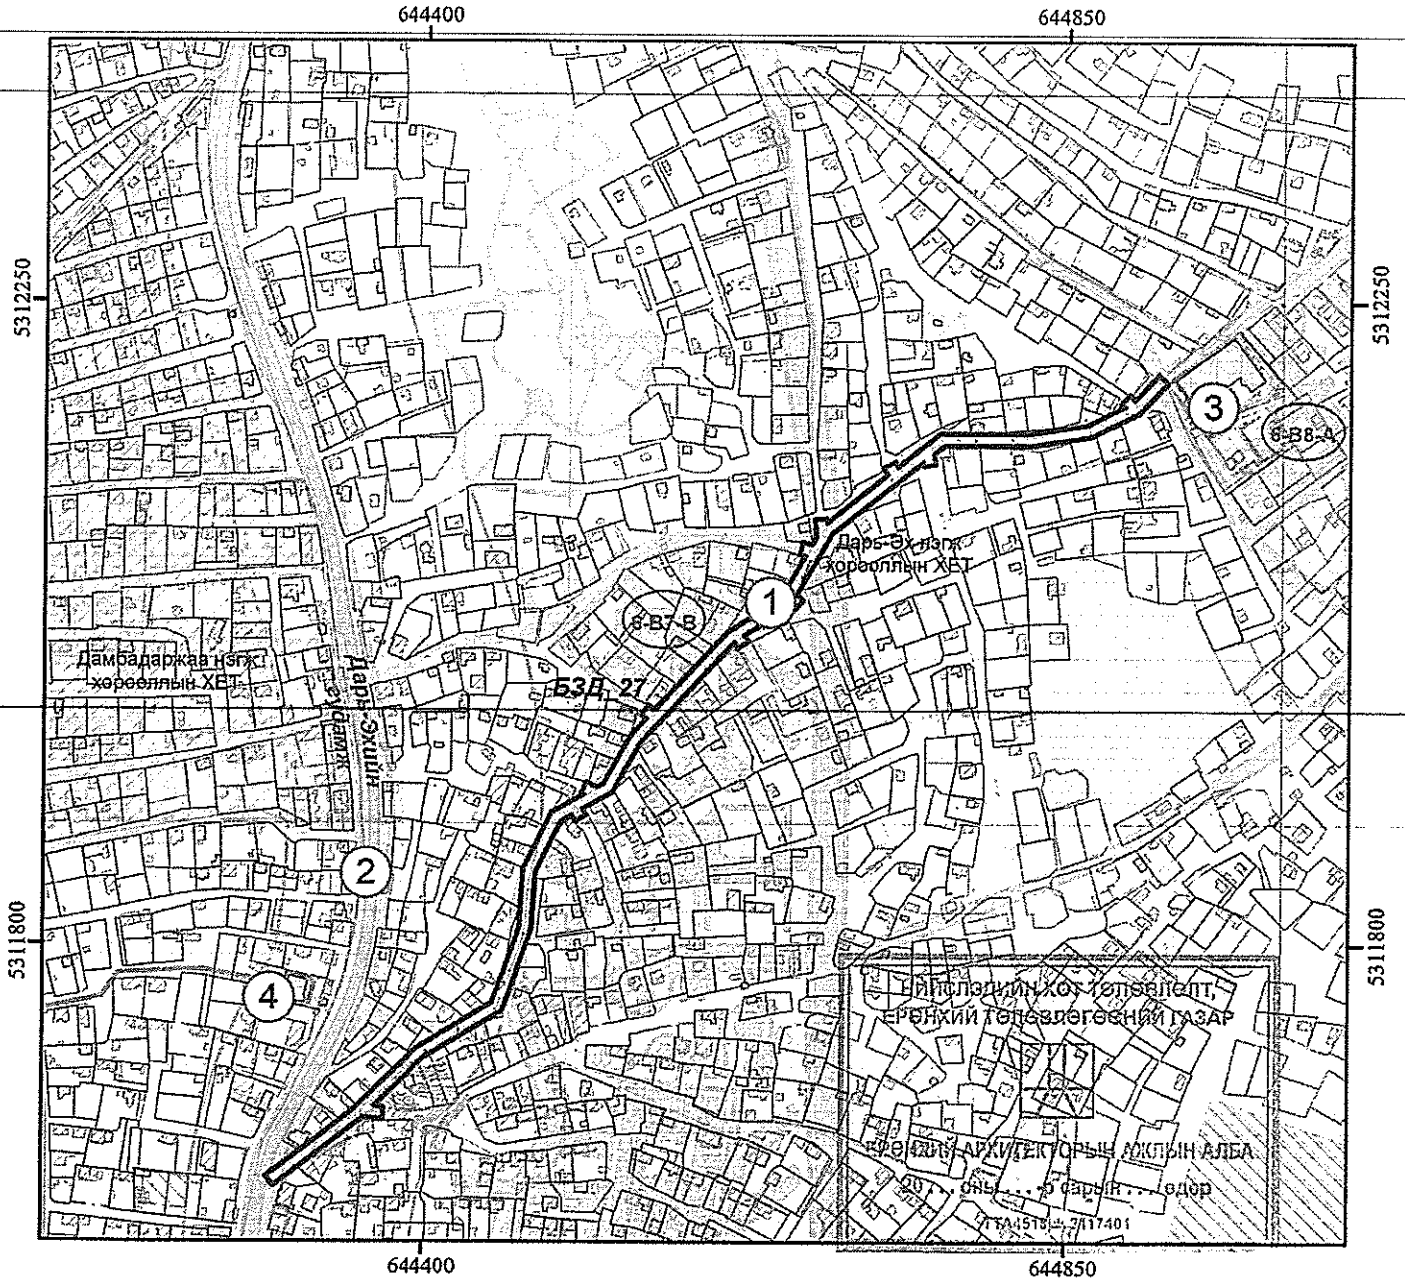 644400
644850
5312250
5312250
3
8-В8-А
Дарь-Эх нэгж
хорооллын ХЕТ
1
8-В7-В
Дамбадаржаа нэгж
хорооллын ХЕТ
БЗД, 27
Дарь-Эхийн
гудамж
2
5311800
5311800
4
НИЙСЛЭЛИЙН ХОТ ТӨЛӨВЛӨЛТ,
ЕРӨНХИЙ ТӨЛӨВЛӨГӨӨНИЙ ГАЗАР
ЕРӨНХИЙ АРХИТЕКТОРЫН АЖЛЫН АЛБА
20... оны ... р сарын ... өдөр
644400
644850